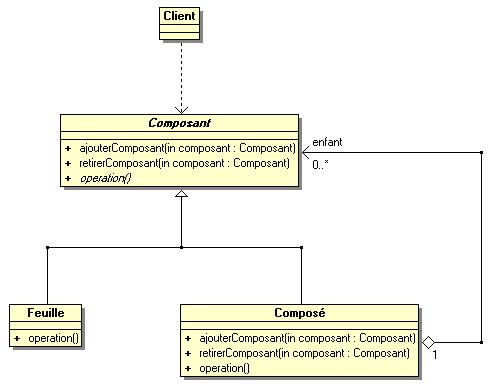 Client
Composant
+ ajouterComposant(in composant : Composant)
+ retirerComposant(in composant : Composant)
+ operation()
enfant
0..*
Feuille
+ operation()
Composé
+ ajouterComposant(in composant : Composant)
+ retirerComposant(in composant : Composant)
+ operation()
1